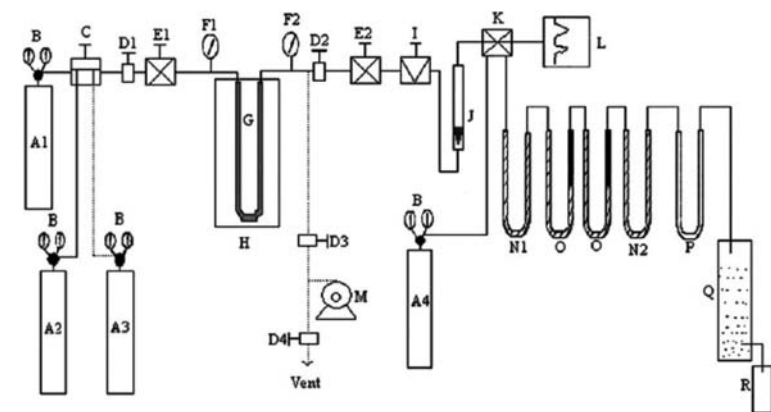 B C D1 E1 F1 F2 D2 E2 I K L
A1 G J
B B H D3 B N1 O O N2 P
A2 A3 M A4 Q
D4
Vent R